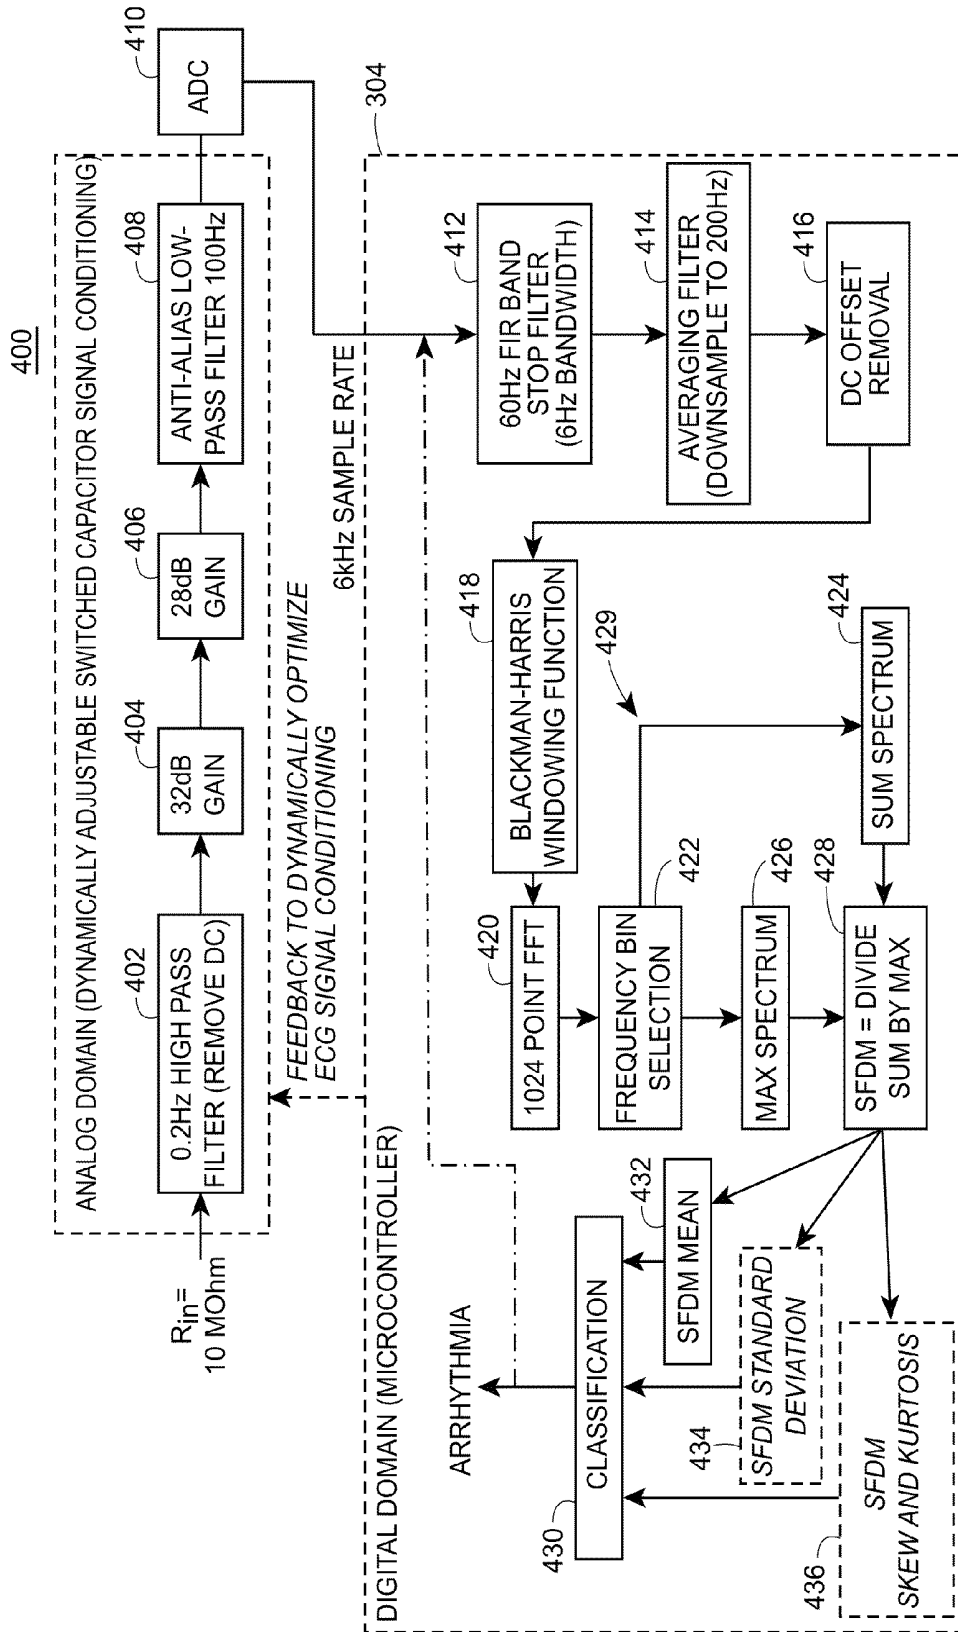 400
ANALOG DOMAIN (DYNAMICALLY ADJUSTABLE SWITCHED CAPACITOR SIGNAL CONDITIONING)
Rin=
10 MOhm
402
0.2Hz HIGH PASS
FILTER (REMOVE DC)
404
32dB
GAIN
406
28dB
GAIN
408
ANTI-ALIAS LOW-
PASS FILTER 100Hz
410
ADC
FEEDBACK TO DYNAMICALLY OPTIMIZE
ECG SIGNAL CONDITIONING
6kHz SAMPLE RATE
304
DIGITAL DOMAIN (MICROCONTROLLER)
412
60Hz FIR BAND
STOP FILTER
(6Hz BANDWIDTH)
414
AVERAGING FILTER
(DOWNSAMPLE TO 200Hz)
416
DC OFFSET
REMOVAL
418
BLACKMAN-HARRIS
WINDOWING FUNCTION
420
1024 POINT FFT
422
FREQUENCY BIN
SELECTION
429
424
SUM SPECTRUM
426
MAX SPECTRUM
428
SFDM = DIVIDE
SUM BY MAX
432
SFDM MEAN
434
SFDM STANDARD
DEVIATION
436
SFDM
SKEW AND KURTOSIS
430
CLASSIFICATION
ARRHYTHMIA